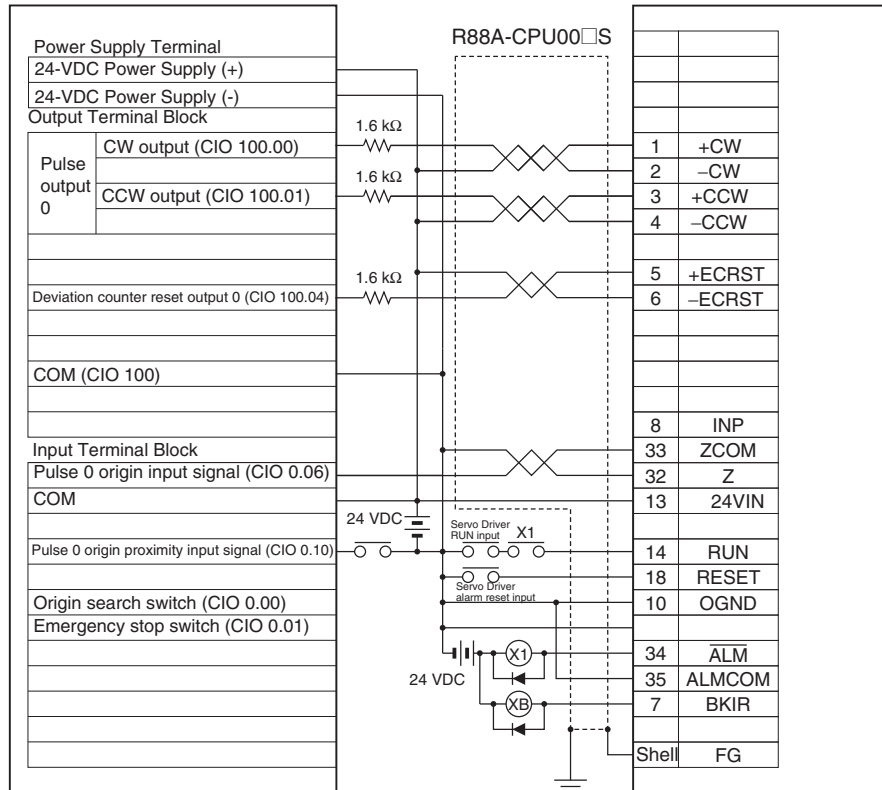 R88A-CPU00□S
Power Supply Terminal
24-VDC Power Supply (+)
24-VDC Power Supply (-)
Output Terminal Block
Pulse output 0
CW output (CIO 100.00)
1.6 kΩ
1 +CW
2 –CW
CCW output (CIO 100.01)
1.6 kΩ
3 +CCW
4 –CCW
5 +ECRST
Deviation counter reset output 0 (CIO 100.04)
1.6 kΩ
6 –ECRST
COM (CIO 100)
8 INP
Input Terminal Block
33 ZCOM
Pulse 0 origin input signal (CIO 0.06)
32 Z
COM
13 24VIN
24 VDC
Servo Driver
RUN input
X1
Pulse 0 origin proximity input signal (CIO 0.10)
14 RUN
18 RESET
Servo Driver
alarm reset input
Origin search switch (CIO 0.00)
10 OGND
Emergency stop switch (CIO 0.01)
X1
34 ALM
24 VDC
35 ALMCOM
XB
7 BKIR
Shell FG